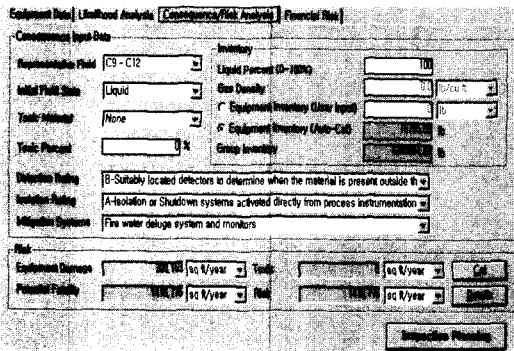 Equipment Data Likelihood Analysis Consequence/Risk Analysis Financial Risk
Consequence Input Data
Inventory
Representative Fluid C9 - C12
Liquid Percent (0-100%) 100
Initial Fluid State Liquid
Gas Density 0.0 lb/cu ft
Toxic Material None
Equipment Inventory (User Input) lb
Equipment Inventory (Auto-Cal) lb
Toxic Percent 0 %
Group Inventory lb
Detection Rating B-Suitably located detectors to determine when the material is present outside th
Isolation Rating A-Isolation or Shutdown systems activated directly from process instrumentation
Mitigation Systems Fire water deluge system and monitors
Risk
Equipment Damage sq ft/year Toxic sq ft/year Cal
Potential Fatality sq ft/year Risk sq ft/year Details
Inspection Planning